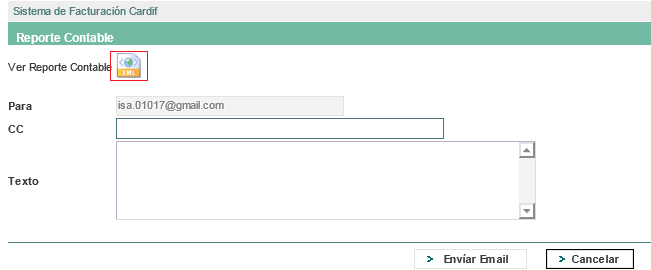 Sistema de Facturación Cardif
Reporte Contable
Ver Reporte Contable
XML
Para isa.01017@gmail.com
CC
Texto
> Envíar Email > Cancelar